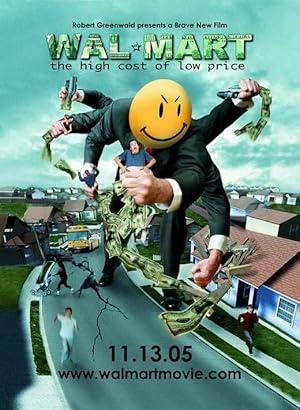 Robert Greenwald presents a Brave New Film
WAL★MART
the high cost of low price
11.13.05
www.walmartmovie.com